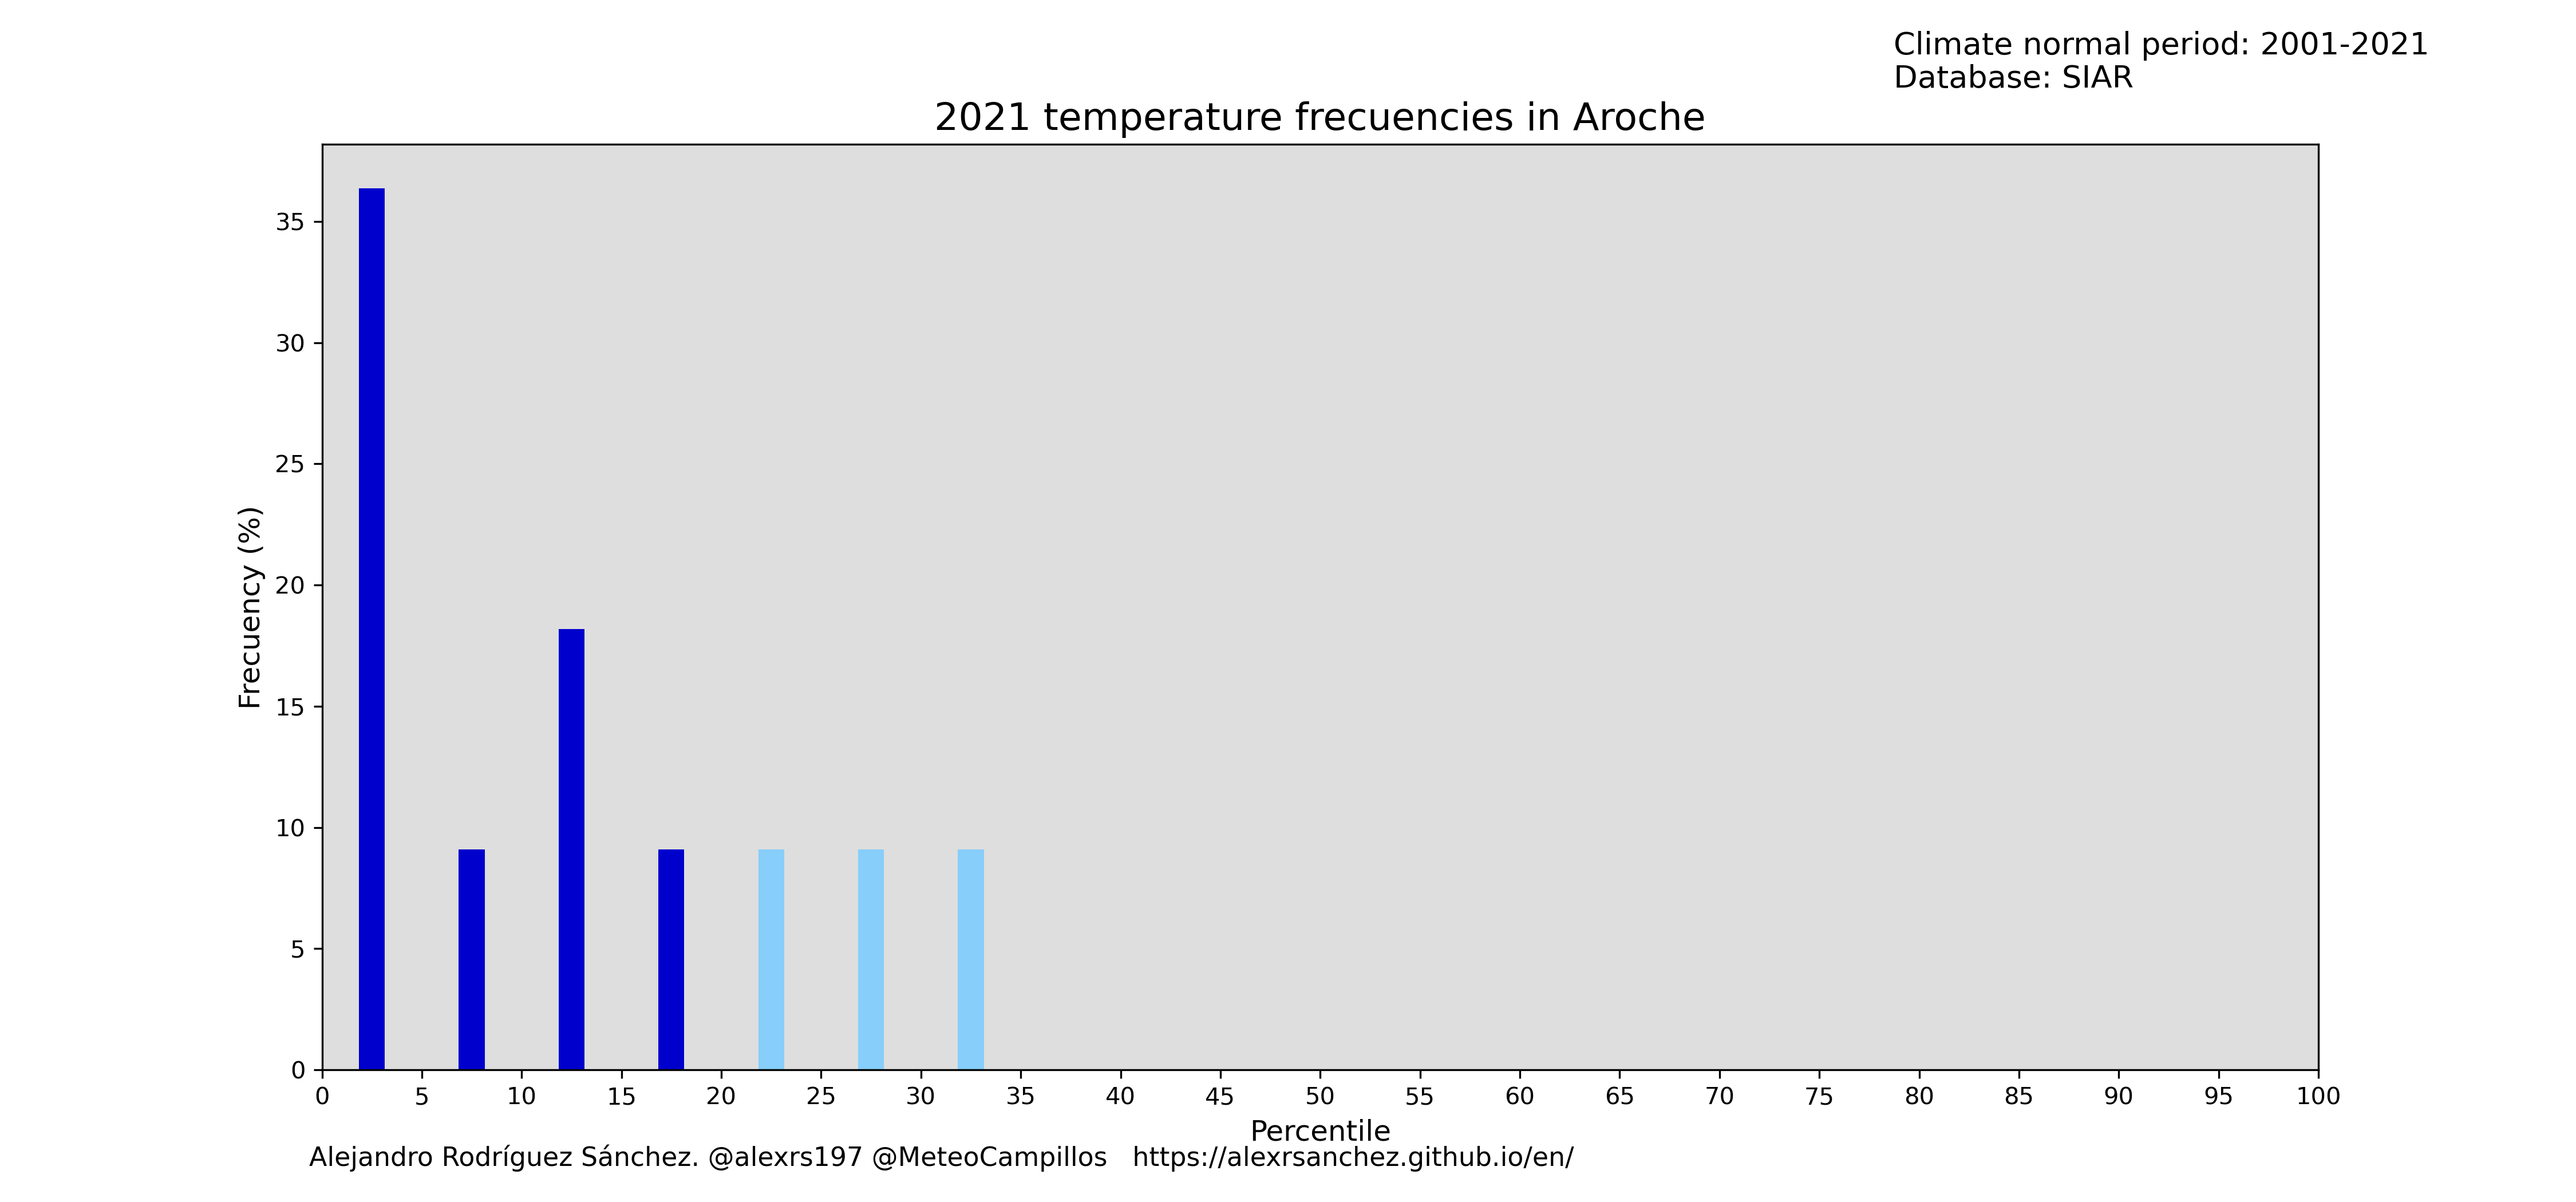 Climate normal period: 2001-2021
Database: SIAR
2021 temperature frecuencies in Aroche
Frecuency (%)
35
30
25
20
15
10
5
0
0 5 10 15 20 25 30 35 40 45 50 55 60 65 70 75 80 85 90 95 100
Percentile
Alejandro Rodríguez Sánchez. @alexrs197 @MeteoCampillos https://alexrsanchez.github.io/en/